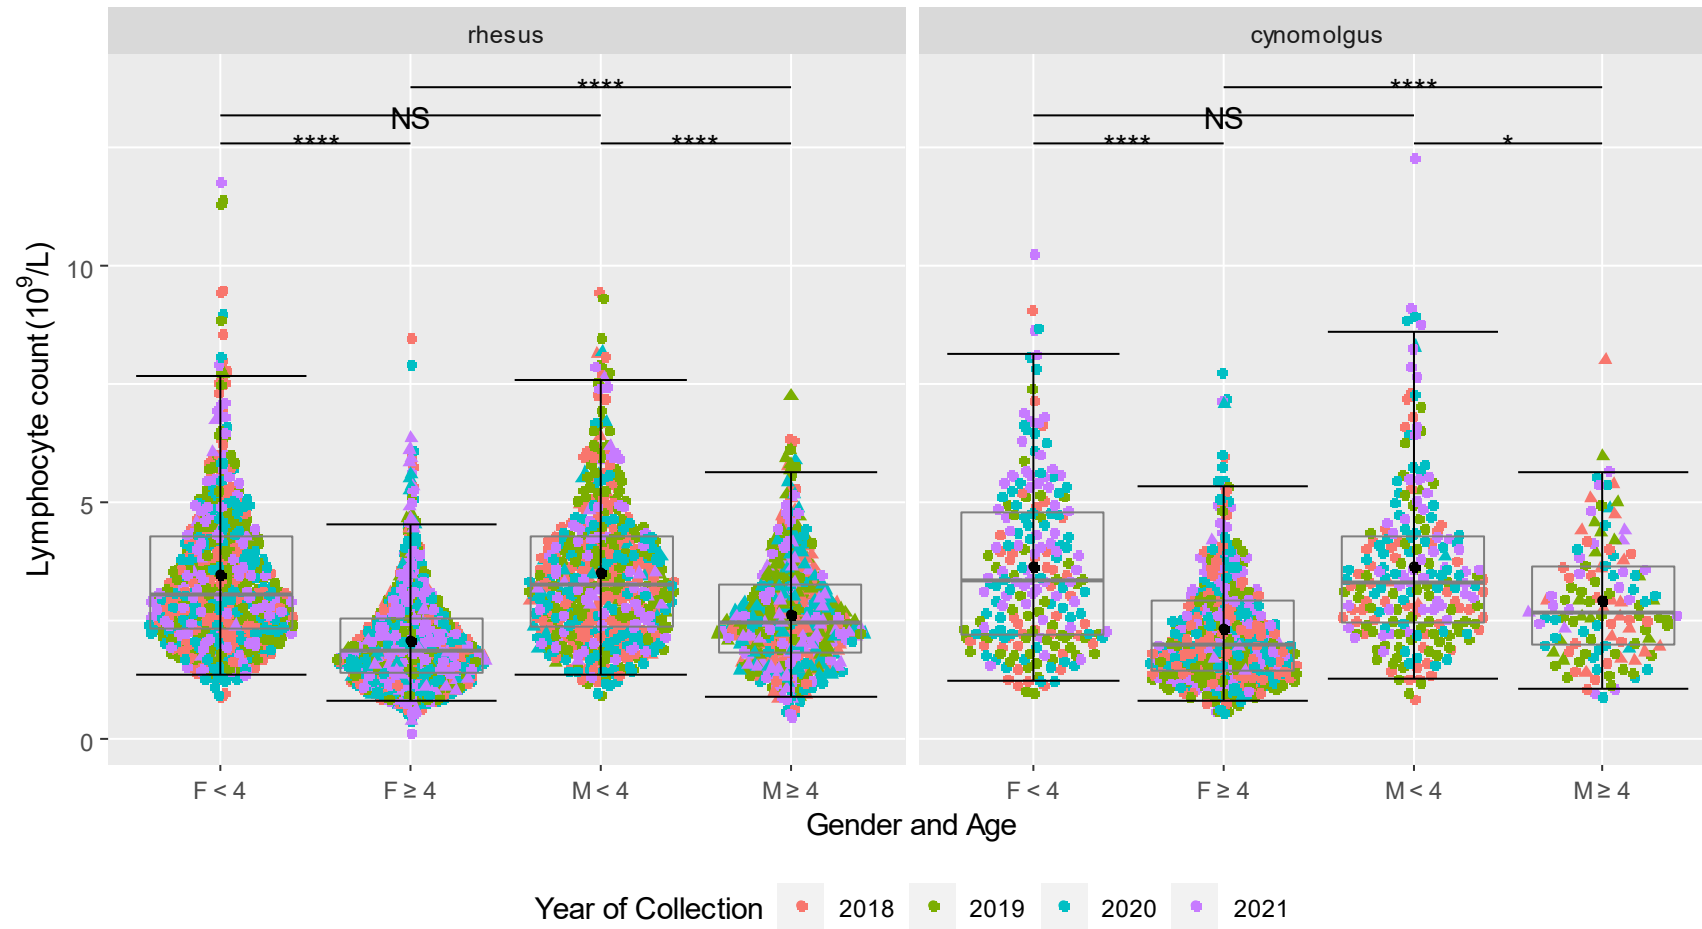 rhesus
cynomolgus
**** ****
NS NS
**** **** **** *
Lymphocyte count (10⁹/L)
10
5
0
F < 4 F ≥ 4 M < 4 M ≥ 4 F < 4 F ≥ 4 M < 4 M ≥ 4
Gender and Age
Year of Collection 2018 2019 2020 2021